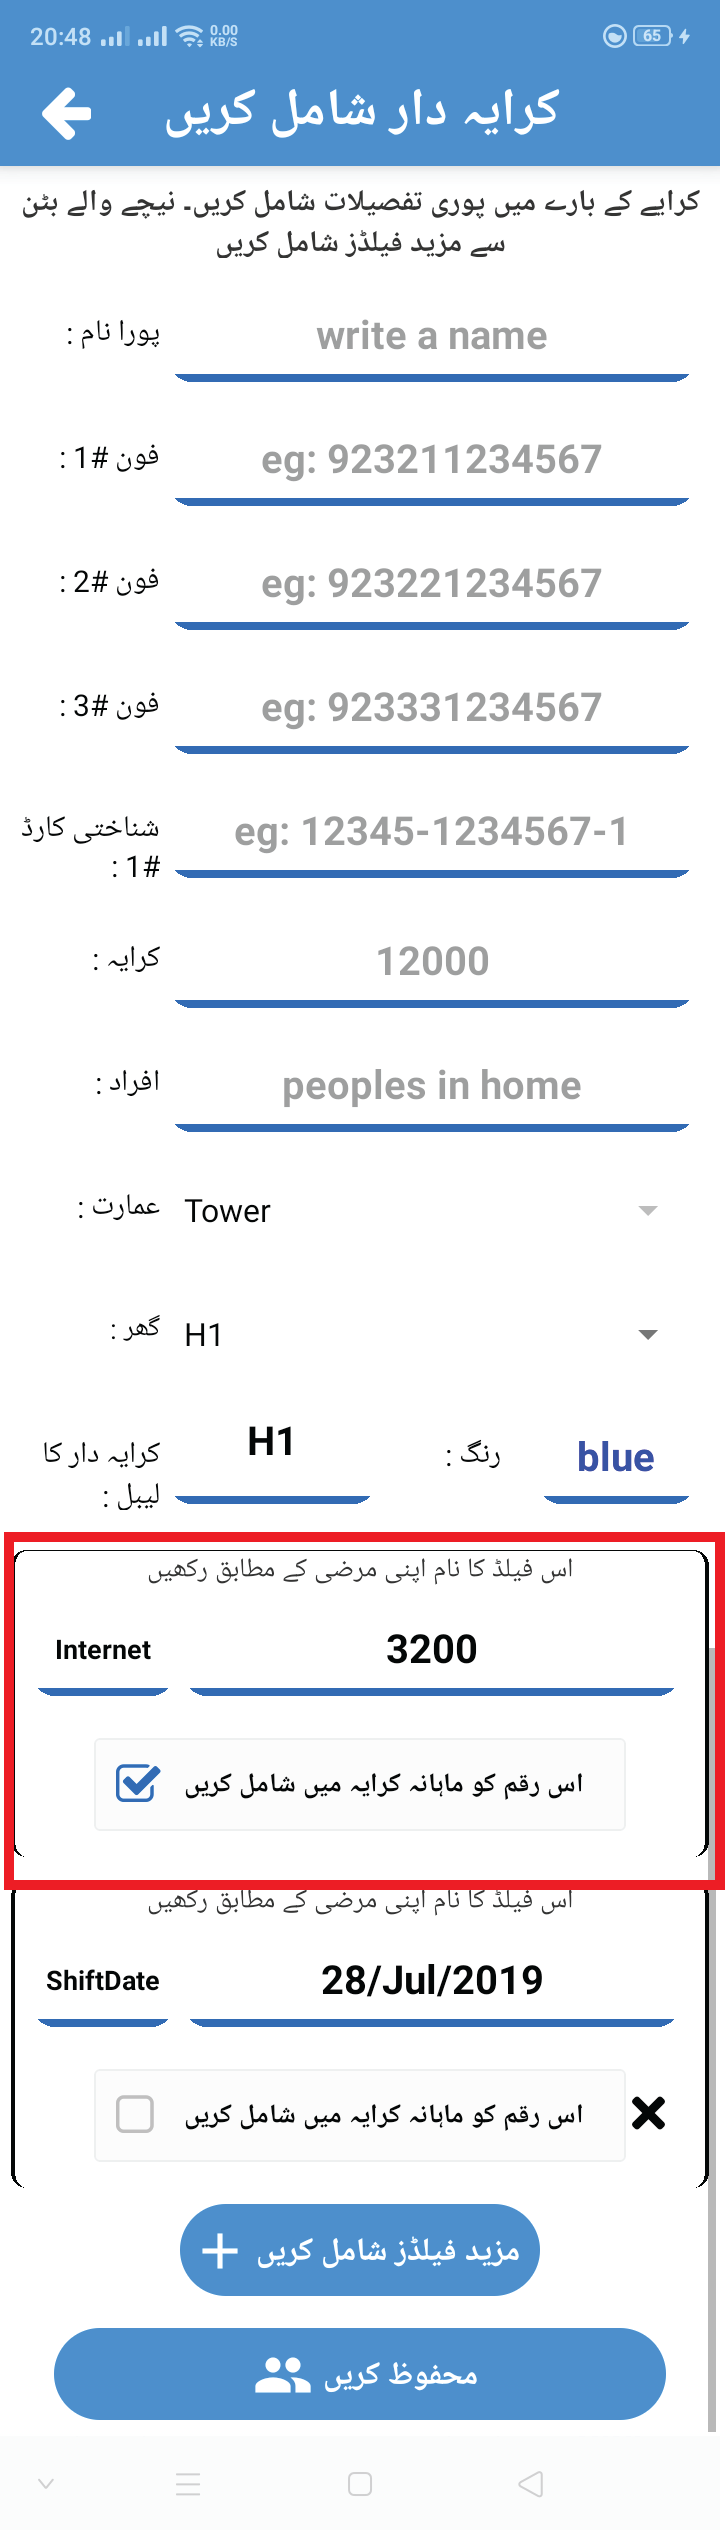 20:48 0.00 KB/S 65
کرایہ دار شامل کریں
کرایے کے بارے میں پوری تفصیلات شامل کریں۔ نیچے والے بٹن
سے مزید فیلڈز شامل کریں
پورا نام : write a name
فون #1 : eg: 923211234567
فون #2 : eg: 923221234567
فون #3 : eg: 923331234567
شناختی کارڈ
#1 : eg: 12345-1234567-1
کرایہ : 12000
افراد : peoples in home
عمارت : Tower
گھر : H1
کرایہ دار کا
لیبل : H1 رنگ : blue
اس فیلڈ کا نام اپنی مرضی کے مطابق رکھیں
Internet 3200
اس رقم کو ماہانہ کرایہ میں شامل کریں
اس فیلڈ کا نام اپنی مرضی کے مطابق رکھیں
ShiftDate 28/Jul/2019
اس رقم کو ماہانہ کرایہ میں شامل کریں
مزید فیلڈز شامل کریں
محفوظ کریں